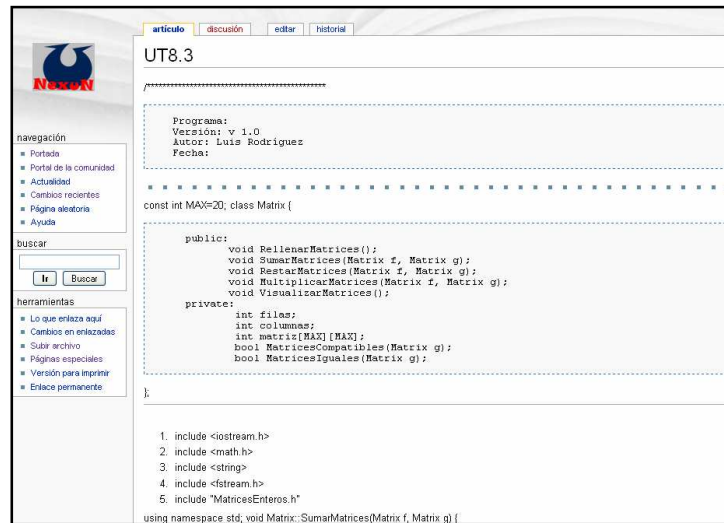 artículo
discusión
editar
historial
NexuN
navegación
Portada
Portal de la comunidad
Actualidad
Cambios recientes
Página aleatoria
Ayuda
buscar
Ir
Buscar
herramientas
Lo que enlaza aquí
Cambios en enlazadas
Subir archivo
Páginas especiales
Versión para imprimir
Enlace permanente
UT8.3
/**********************************************
Programa:
Versión: v 1.0
Autor: Luis Rodríguez
Fecha:
const int MAX=20; class Matrix {
public:
void RellenarMatrices();
void SumarMatrices(Matrix f, Matrix g);
void RestarMatrices(Matrix f, Matrix g);
void MultiplicarMatrices(Matrix f, Matrix g);
void VisualizarMatrices();
private:
int filas;
int columnas;
int matriz[MAX][MAX];
bool MatricesCompatibles(Matrix g);
bool MatricesIguales(Matrix g);
};
1. include <iostream.h>
2. include <math.h>
3. include <string>
4. include <fstream.h>
5. include "MatricesEnteros.h"
using namespace std; void Matrix::SumarMatrices(Matrix f, Matrix g) {